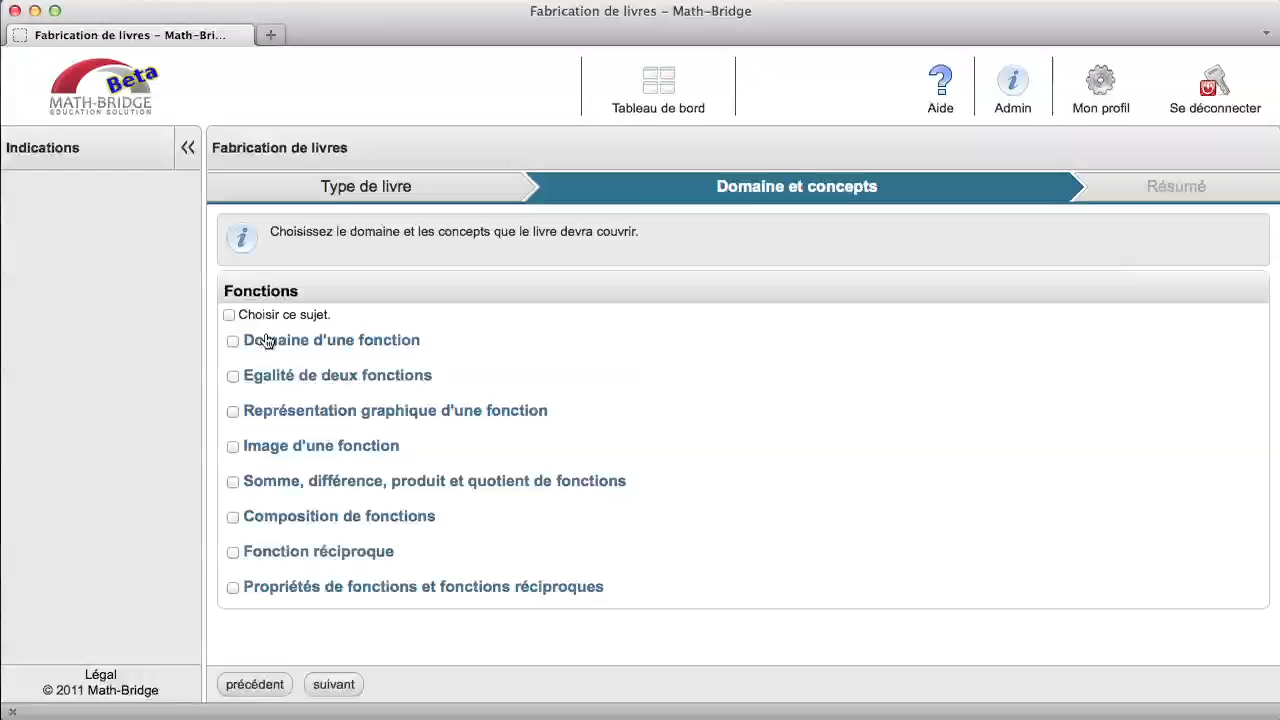 Fabrication de livres – Math-Bridge
Fabrication de livres – Math-Bri...
Beta
MATH-BRIDGE
EDUCATION SOLUTION
Tableau de bord
Aide
Admin
Mon profil
Se déconnecter
Indications
Fabrication de livres
Type de livre
Domaine et concepts
Résumé
Choisissez le domaine et les concepts que le livre devra couvrir.
Fonctions
Choisir ce sujet.
Domaine d'une fonction
Egalité de deux fonctions
Représentation graphique d'une fonction
Image d'une fonction
Somme, différence, produit et quotient de fonctions
Composition de fonctions
Fonction réciproque
Propriétés de fonctions et fonctions réciproques
Légal
© 2011 Math-Bridge
précédent
suivant